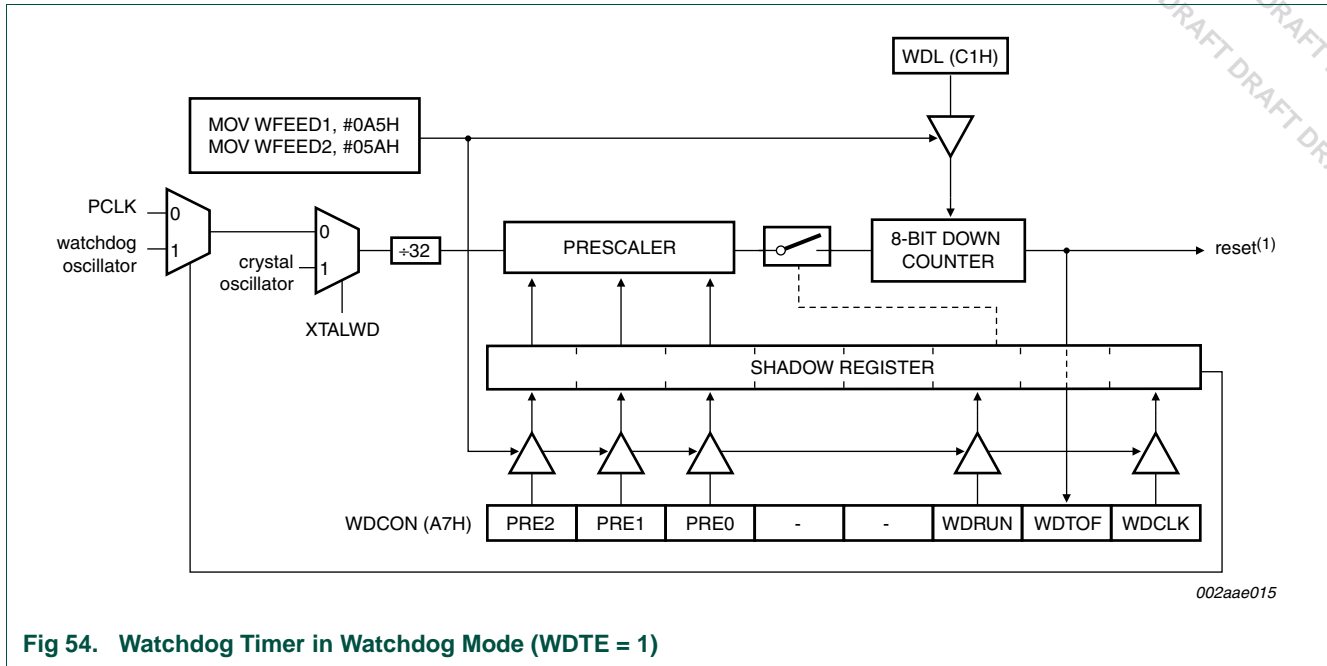 DRAFT DRAFT DR
DRAFT DRAFT D
WDL (C1H)
MOV WFEED1, #0A5H
MOV WFEED2, #05AH
PCLK
0
watchdog
oscillator
1
0
crystal
oscillator
1
÷32
PRESCALER
8-BIT DOWN
COUNTER
reset(1)
XTALWD
SHADOW REGISTER
WDCON (A7H)
PRE2
PRE1
PRE0
-
-
WDRUN
WDTOF
WDCLK
002aae015
Fig 54. Watchdog Timer in Watchdog Mode (WDTE = 1)